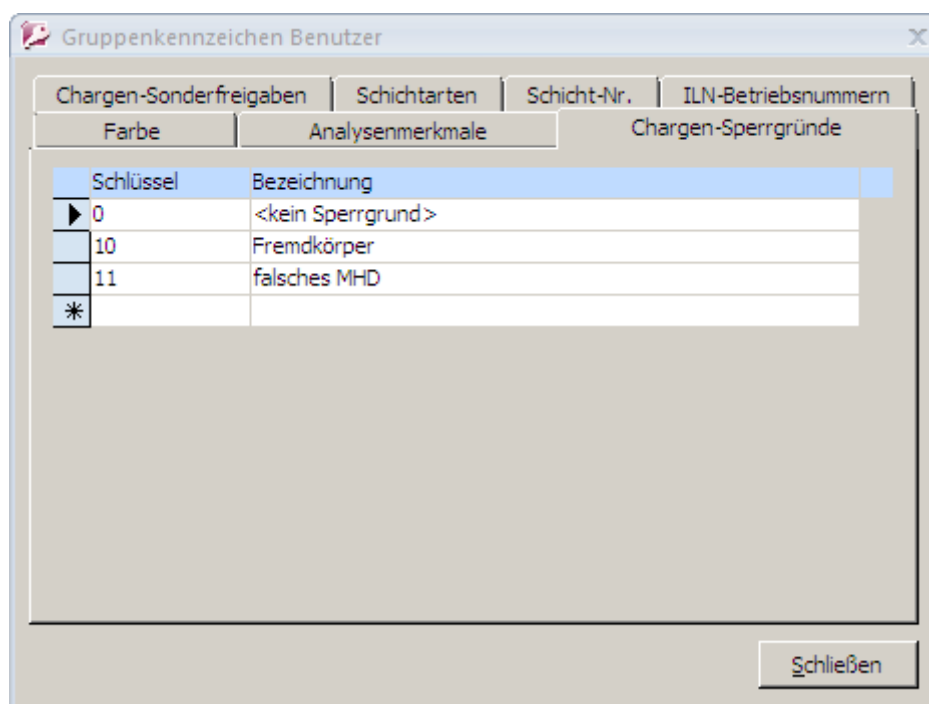 Gruppenkennzeichen Benutzer
Chargen-Sonderfreigaben Schichtarten Schicht-Nr. ILN-Betriebsnummern
Farbe Analysenmerkmale Chargen-Sperrgründe
Schlüssel Bezeichnung
0 <kein Sperrgrund>
10 Fremdkörper
11 falsches MHD
Schließen